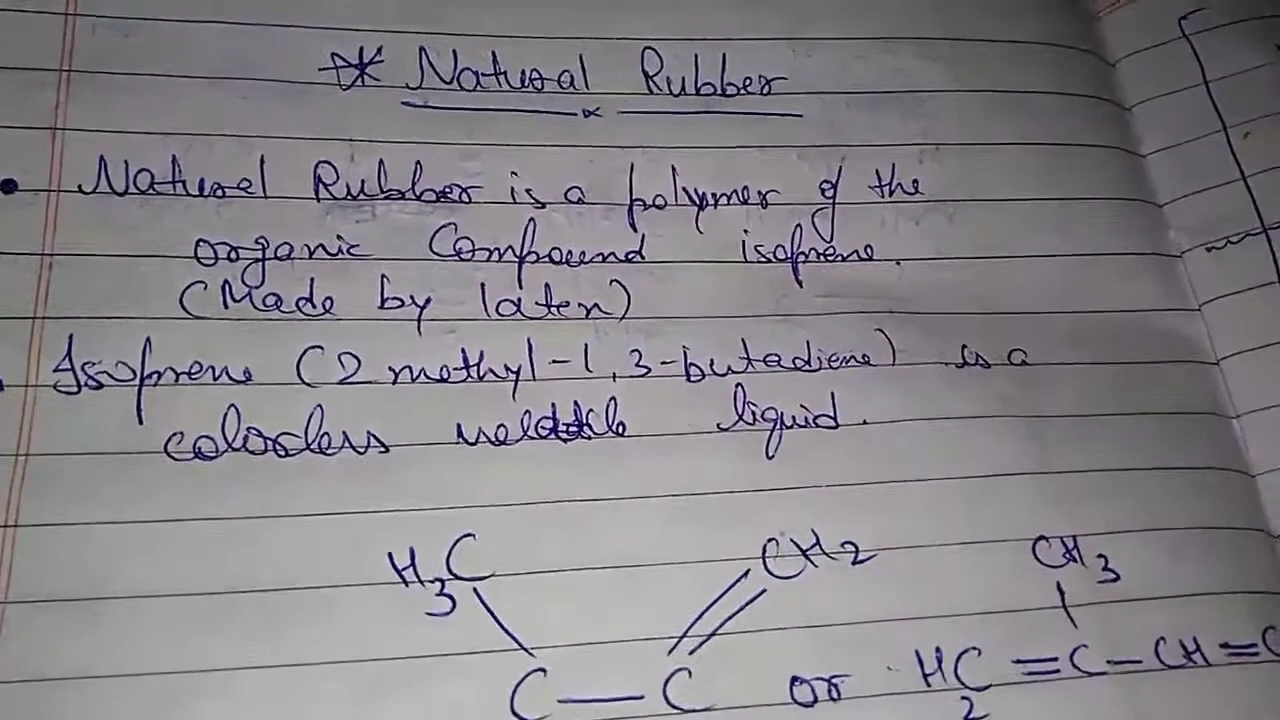 * Natural Rubber
• Natural Rubber is a polymer of the
organic Compound isoprene.
(Made by latex)
Isoprene (2 methyl-1,3-butadiene) is a
colorless liquid.
H3C CH2 CH3
C — C or H2C = C - CH = C